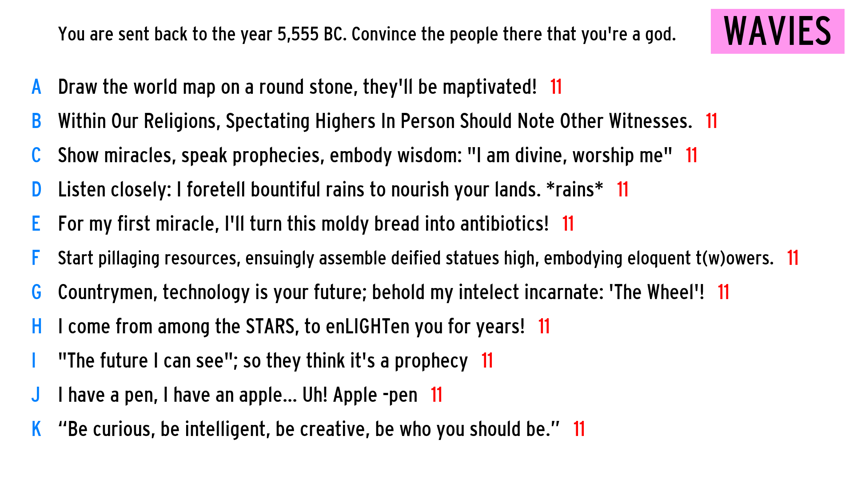 You are sent back to the year 5,555 BC. Convince the people there that you're a god.
WAVIES
A Draw the world map on a round stone, they'll be maptivated! 11
B Within Our Religions, Spectating Highers In Person Should Note Other Witnesses. 11
C Show miracles, speak prophecies, embody wisdom: "I am divine, worship me" 11
D Listen closely: I foretell bountiful rains to nourish your lands. *rains* 11
E For my first miracle, I'll turn this moldy bread into antibiotics! 11
F Start pillaging resources, ensuingly assemble deified statues high, embodying eloquent t(w)owers. 11
G Countrymen, technology is your future; behold my intelect incarnate: 'The Wheel'! 11
H I come from among the STARS, to enLIGHTen you for years! 11
I "The future I can see"; so they think it's a prophecy 11
J I have a pen, I have an apple... Uh! Apple -pen 11
K “Be curious, be intelligent, be creative, be who you should be.” 11